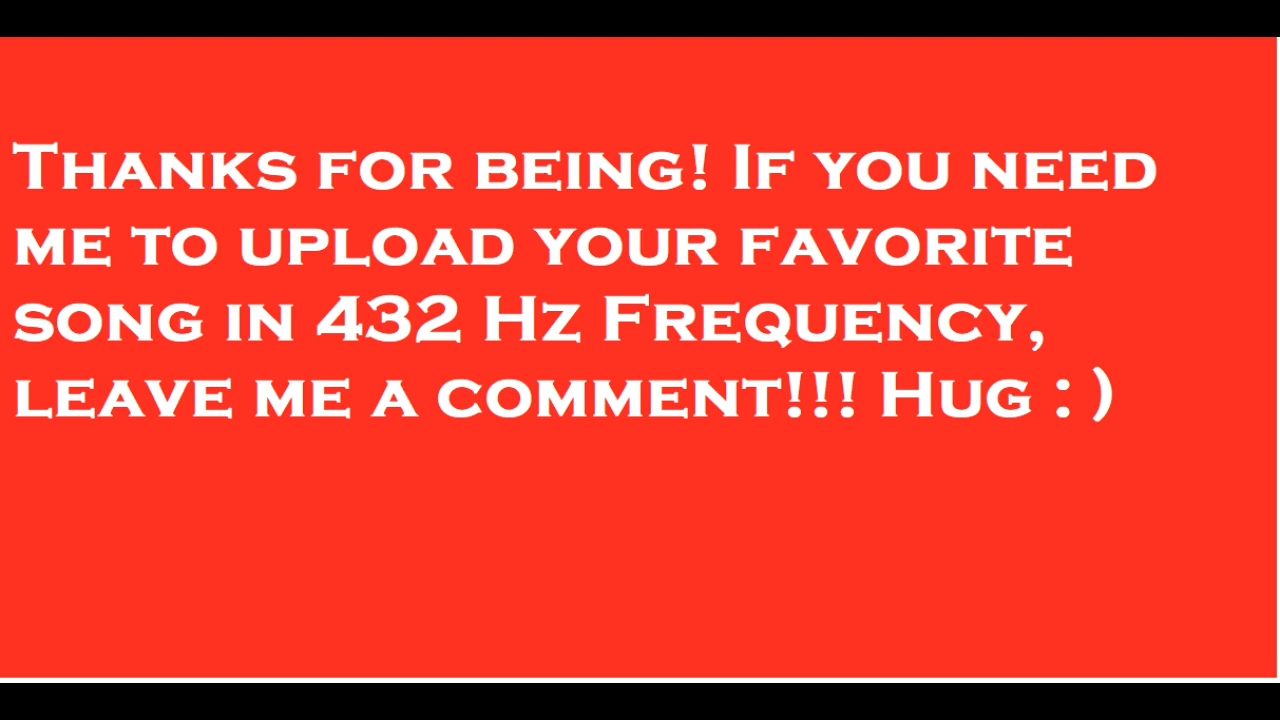 Thanks for being! If you need
me to upload your favorite
song in 432 Hz Frequency,
leave me a comment!!! Hug : )